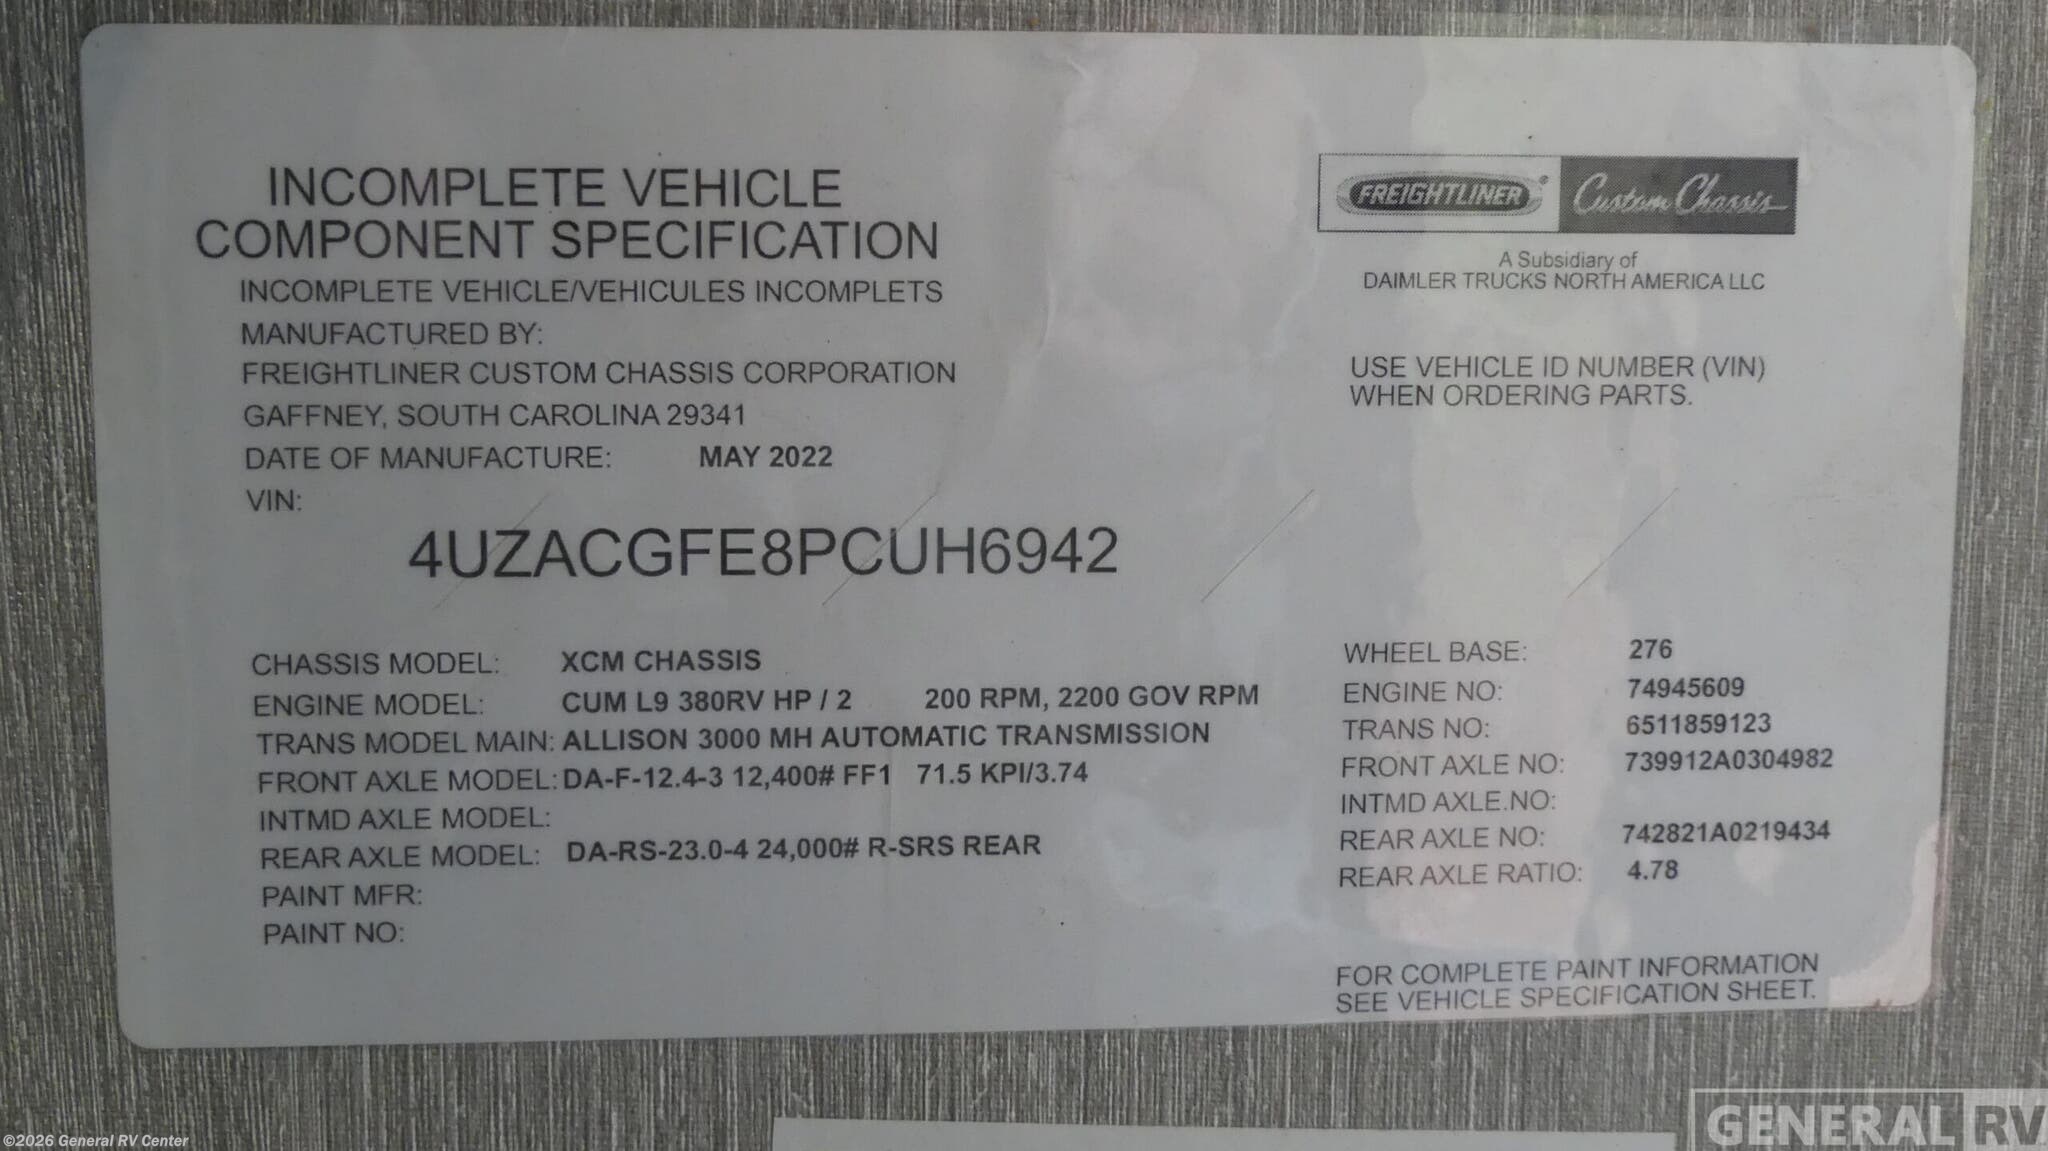 INCOMPLETE VEHICLE
COMPONENT SPECIFICATION
INCOMPLETE VEHICLE/VEHICULES INCOMPLETS
MANUFACTURED BY:
FREIGHTLINER CUSTOM CHASSIS CORPORATION
GAFFNEY, SOUTH CAROLINA 29341
DATE OF MANUFACTURE: MAY 2022
VIN:
4UZACGFE8PCUH6942
FREIGHTLINER® Custom Chassis
A Subsidiary of
DAIMLER TRUCKS NORTH AMERICA LLC
USE VEHICLE ID NUMBER (VIN)
WHEN ORDERING PARTS.
CHASSIS MODEL: XCM CHASSIS
ENGINE MODEL: CUM L9 380RV HP / 2 200 RPM, 2200 GOV RPM
TRANS MODEL MAIN: ALLISON 3000 MH AUTOMATIC TRANSMISSION
FRONT AXLE MODEL: DA-F-12.4-3 12,400# FF1 71.5 KPI/3.74
INTMD AXLE MODEL:
REAR AXLE MODEL: DA-RS-23.0-4 24,000# R-SRS REAR
PAINT MFR:
PAINT NO:
WHEEL BASE: 276
ENGINE NO: 74945609
TRANS NO: 6511859123
FRONT AXLE NO: 739912A0304982
INTMD AXLE.NO:
REAR AXLE NO: 742821A0219434
REAR AXLE RATIO: 4.78
FOR COMPLETE PAINT INFORMATION
SEE VEHICLE SPECIFICATION SHEET.
©2026 General RV Center
GENERAL RV